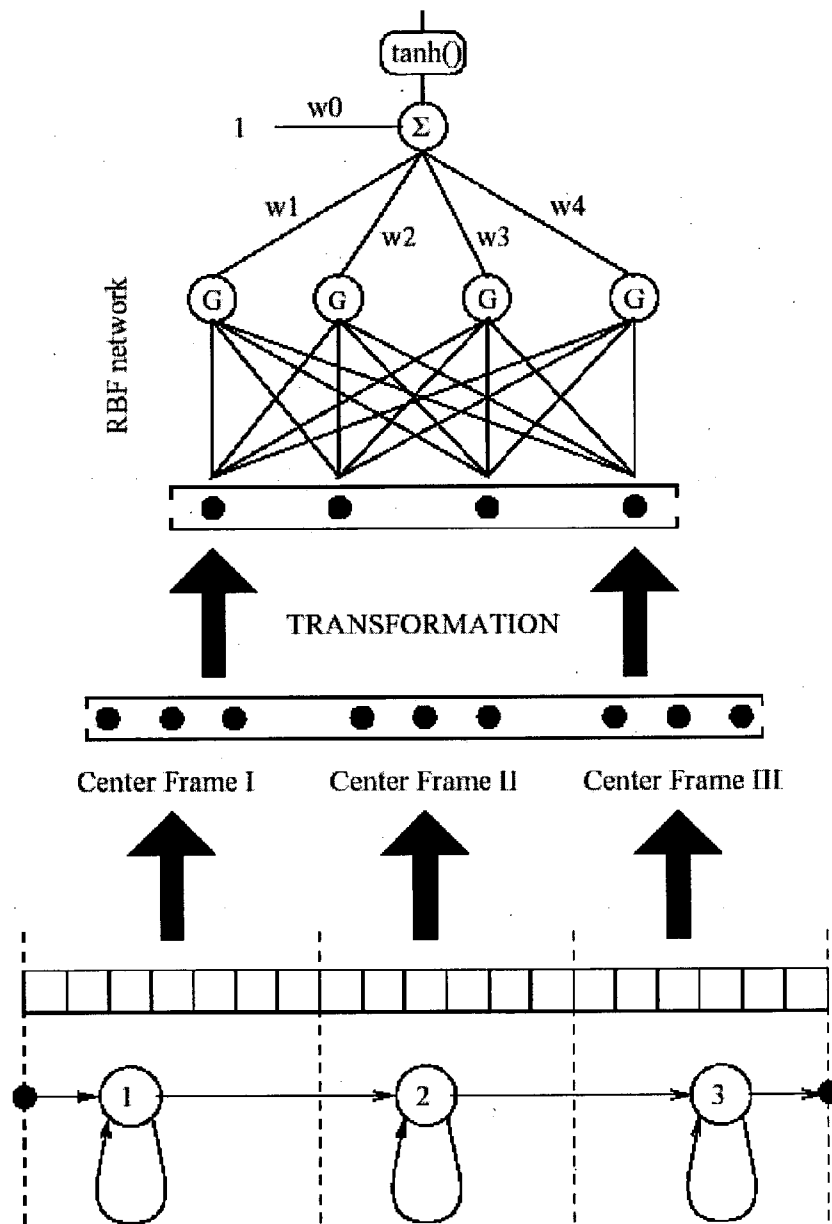 tanh()
w0
1
Σ
w1
w4
w2
w3
G G G G
RBF network
TRANSFORMATION
Center Frame I Center Frame II Center Frame III
1 2 3